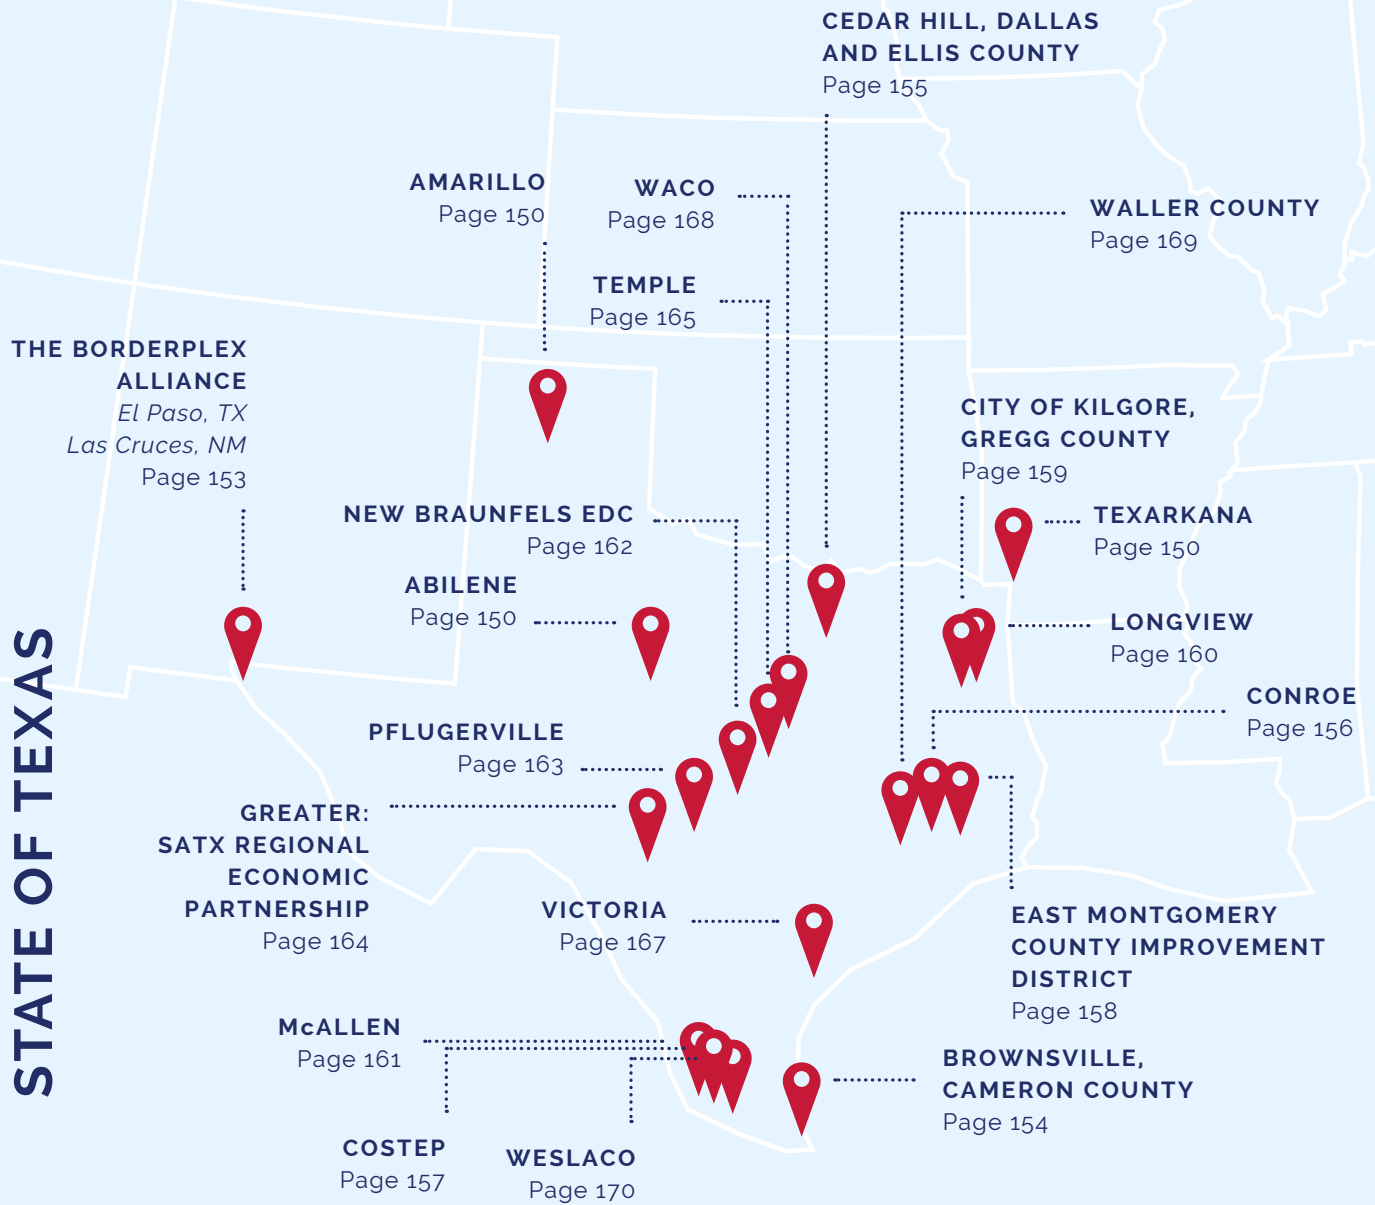 CEDAR HILL, DALLAS
AND ELLIS COUNTY
Page 155
AMARILLO
Page 150
WACO
Page 168
WALLER COUNTY
Page 169
TEMPLE
Page 165
THE BORDERPLEX
ALLIANCE
El Paso, TX
Las Cruces, NM
Page 153
CITY OF KILGORE,
GREGG COUNTY
Page 159
NEW BRAUNFELS EDC
Page 162
TEXARKANA
Page 150
ABILENE
Page 150
LONGVIEW
Page 160
CONROE
Page 156
PFLUGERVILLE
Page 163
GREATER:
SATX REGIONAL
ECONOMIC
PARTNERSHIP
Page 164
STATE OF TEXAS
VICTORIA
Page 167
EAST MONTGOMERY
COUNTY IMPROVEMENT
DISTRICT
Page 158
McALLEN
Page 161
BROWNSVILLE,
CAMERON COUNTY
Page 154
COSTEP
Page 157
WESLACO
Page 170